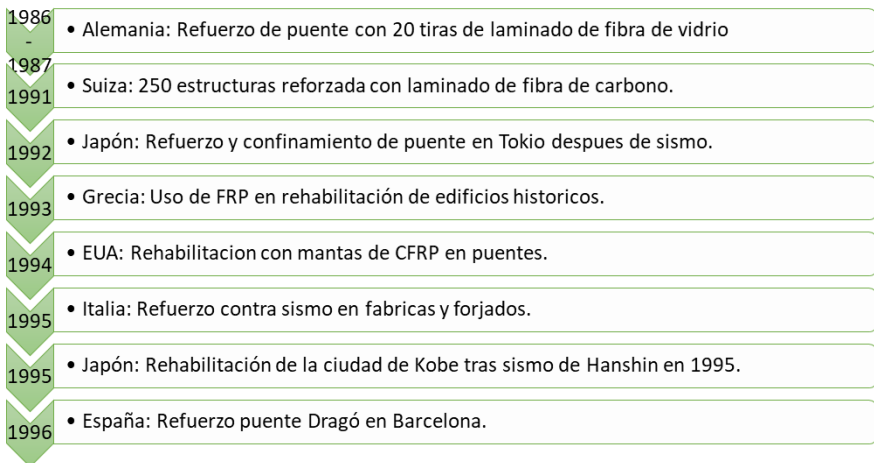 1986
-
1987
• Alemania: Refuerzo de puente con 20 tiras de laminado de fibra de vidrio
1991
• Suiza: 250 estructuras reforzada con laminado de fibra de carbono.
1992
• Japón: Refuerzo y confinamiento de puente en Tokio despues de sismo.
1993
• Grecia: Uso de FRP en rehabilitación de edificios historicos.
1994
• EUA: Rehabilitacion con mantas de CFRP en puentes.
1995
• Italia: Refuerzo contra sismo en fabricas y forjados.
1995
• Japón: Rehabilitación de la ciudad de Kobe tras sismo de Hanshin en 1995.
1996
• España: Refuerzo puente Dragó en Barcelona.